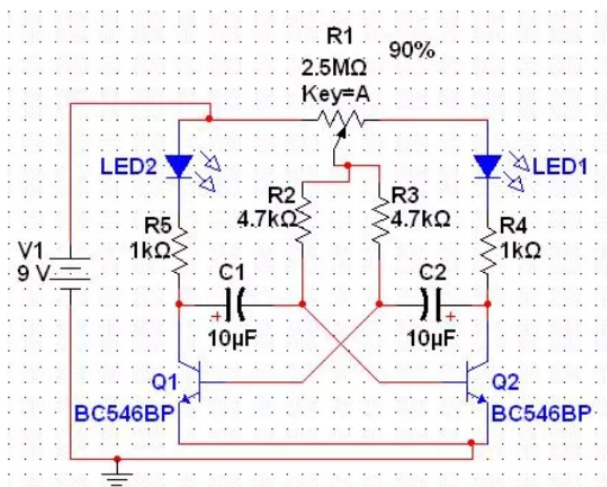 R1
2.5MΩ 90%
Key=A
LED2 LED1
R2 R3
4.7kΩ 4.7kΩ
R5 R4
1kΩ 1kΩ
V1
9 V
C1 C2
+ +
10µF 10µF
Q1 Q2
BC546BP BC546BP